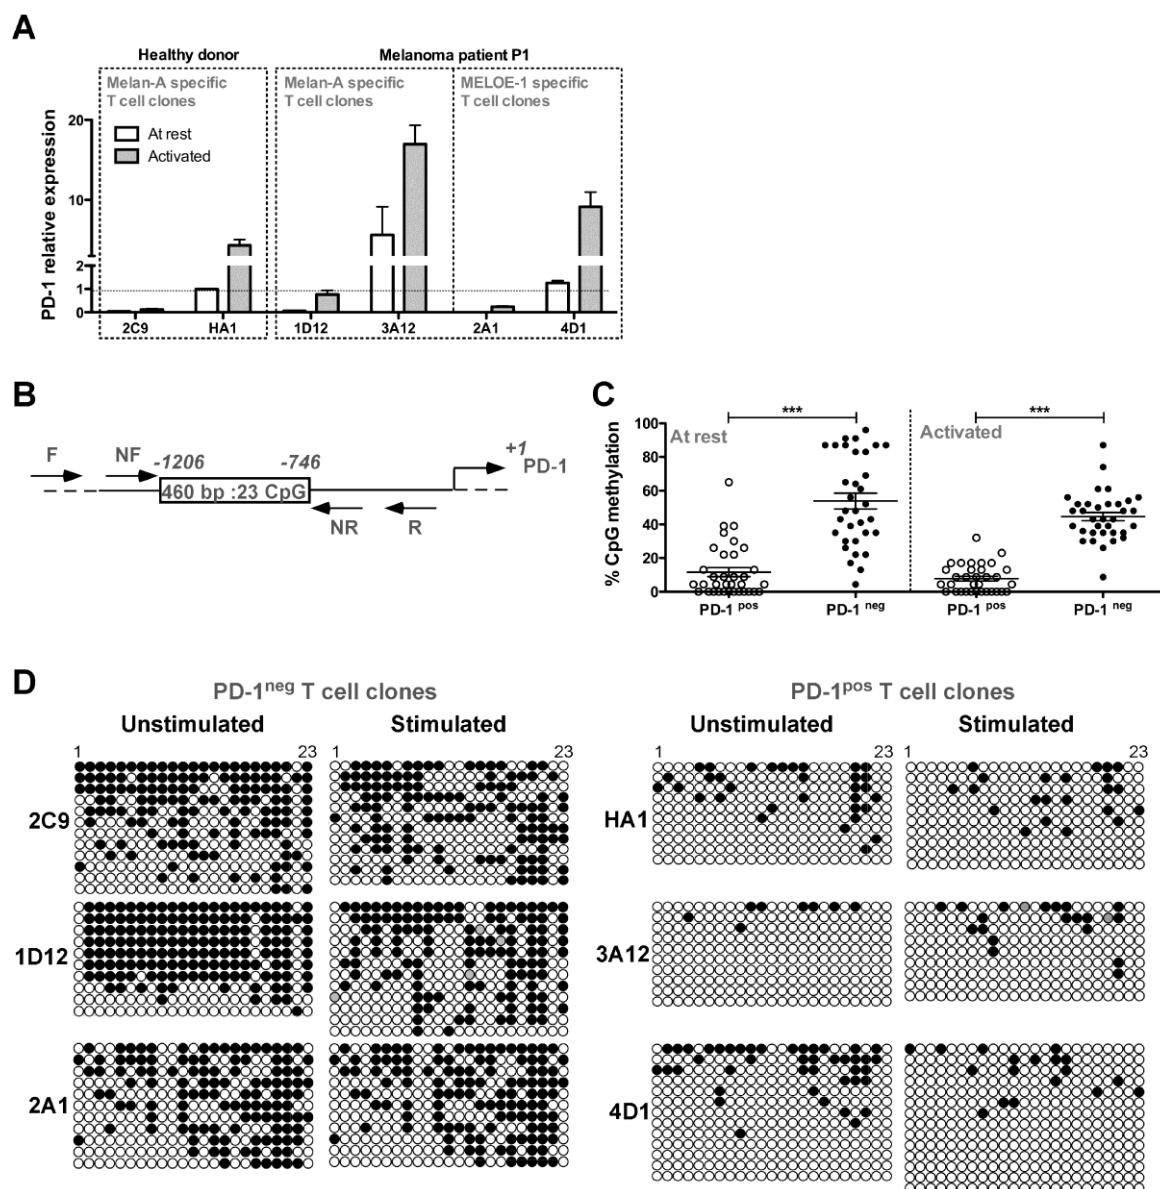 A
Healthy donor
Melanoma patient P1
Melan-A specific
T cell clones
Melan-A specific
T cell clones
MELOE-1 specific
T cell clones
At rest
Activated
PD-1 relative expression
20
10
2
1
0
2C9
HA1
1D12
3A12
2A1
4D1
B
F
NF
-1206
-746
+1
PD-1
460 bp :23 CpG
NR
R
C
% CpG methylation
100
80
60
40
20
0
At rest
Activated
***
***
PD-1 pos
PD-1 neg
PD-1 pos
PD-1 neg
D
PD-1neg T cell clones
PD-1pos T cell clones
Unstimulated
Stimulated
Unstimulated
Stimulated
1 23
1 23
1 23
1 23
2C9
HA1
1D12
3A12
2A1
4D1